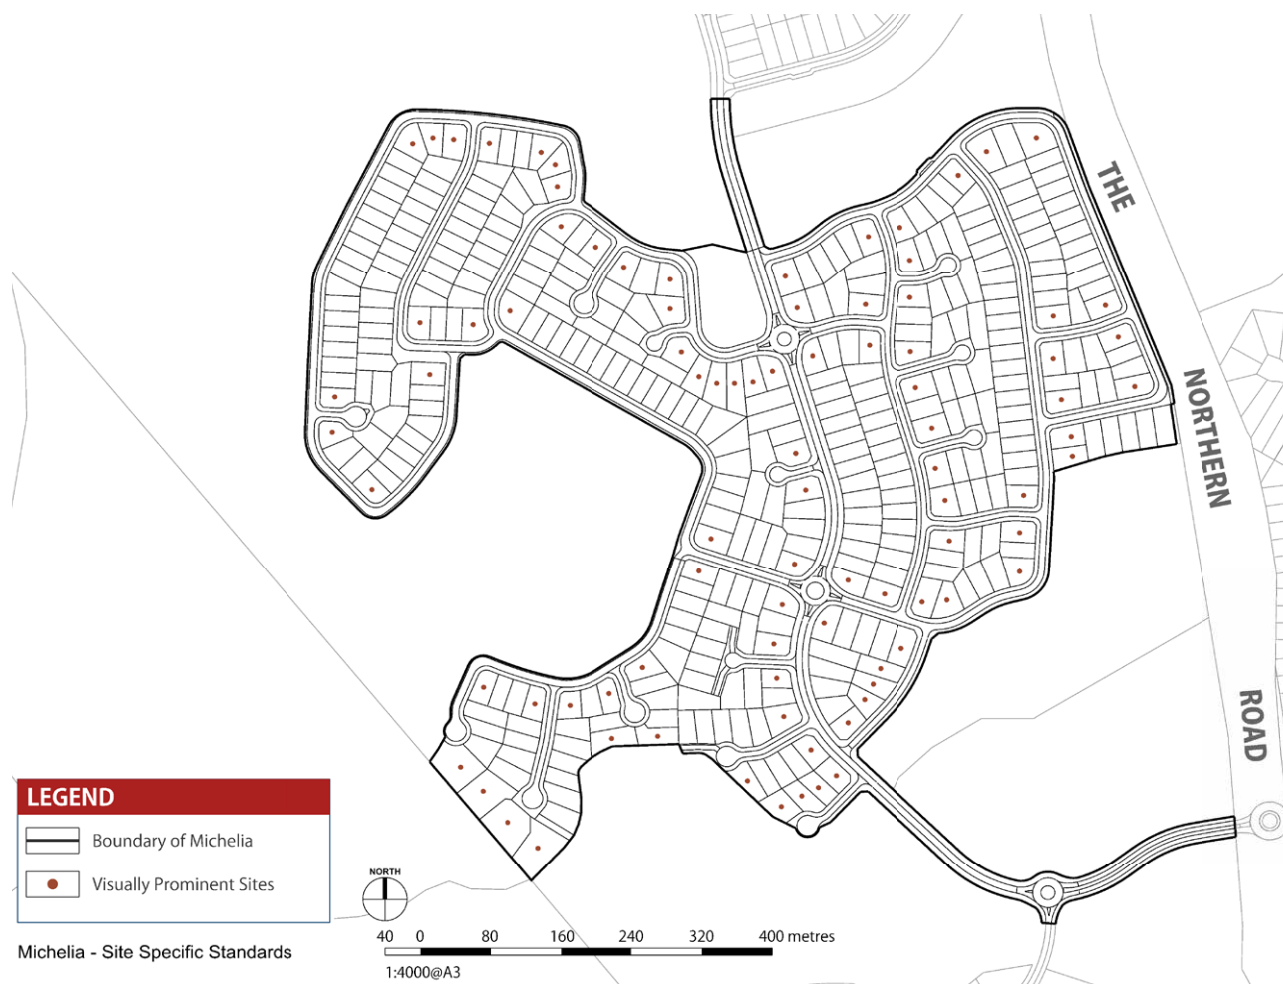 THE
NORTHERN
ROAD
LEGEND
Boundary of Michelia
Visually Prominent Sites
Michelia - Site Specific Standards
NORTH
40 0 80 160 240 320 400 metres
1:4000@A3